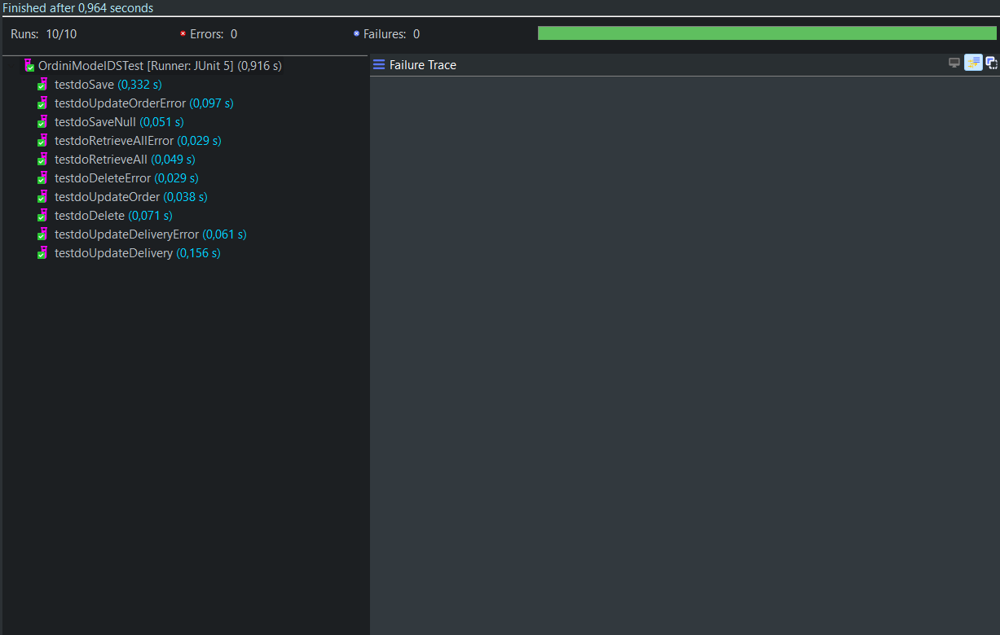 Finished after 0,964 seconds
Runs: 10/10 Errors: 0 Failures: 0
OrdiniModelDSTest [Runner: JUnit 5] (0,916 s)
testdoSave (0,332 s)
testdoUpdateOrderError (0,097 s)
testdoSaveNull (0,051 s)
testdoRetrieveAllError (0,029 s)
testdoRetrieveAll (0,049 s)
testdoDeleteError (0,029 s)
testdoUpdateOrder (0,038 s)
testdoDelete (0,071 s)
testdoUpdateDeliveryError (0,061 s)
testdoUpdateDelivery (0,156 s)
Failure Trace